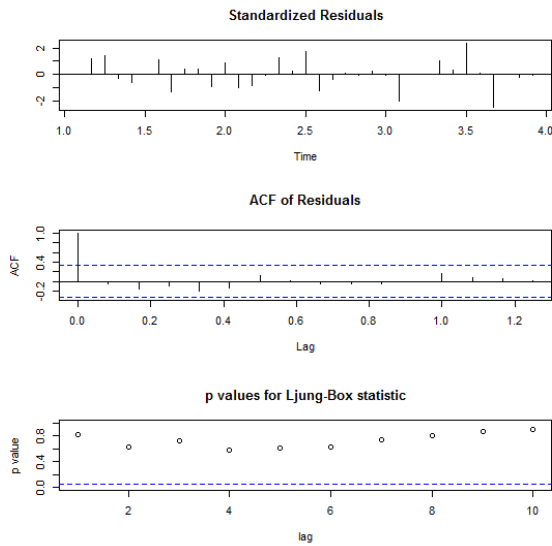 Standardized Residuals
2
0
-2
1.0 1.5 2.0 2.5 3.0 3.5 4.0
Time
ACF of Residuals
ACF
1.0
0.4
-0.2
0.0 0.2 0.4 0.6 0.8 1.0 1.2
Lag
p values for Ljung-Box statistic
p value
0.8
0.4
0.0
2 4 6 8 10
lag